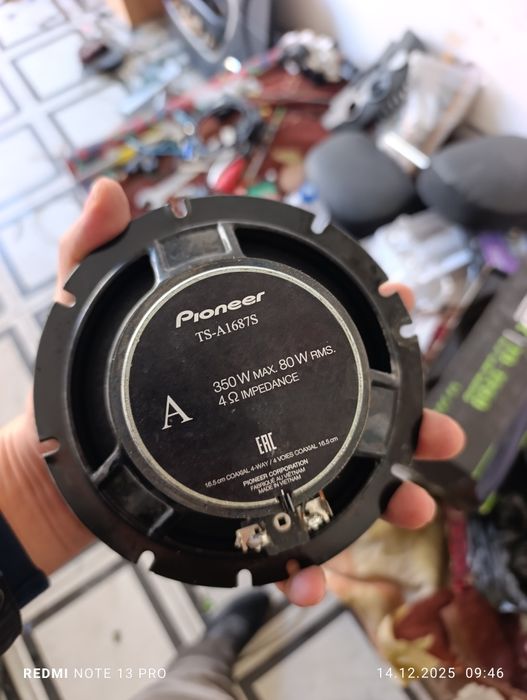 Pioneer
TS-A1687S
350 W MAX. 80 W RMS.
4 Ω IMPEDANCE
A
EAC
16.5 cm COAXIAL 4-WAY / 4 VOIES COAXIAL 16.5 cm
PIONEER CORPORATION
FABRIQUÉ AU VIÊTNAM
MADE IN VIETNAM
REDMI NOTE 13 PRO
14.12.2025 09:46